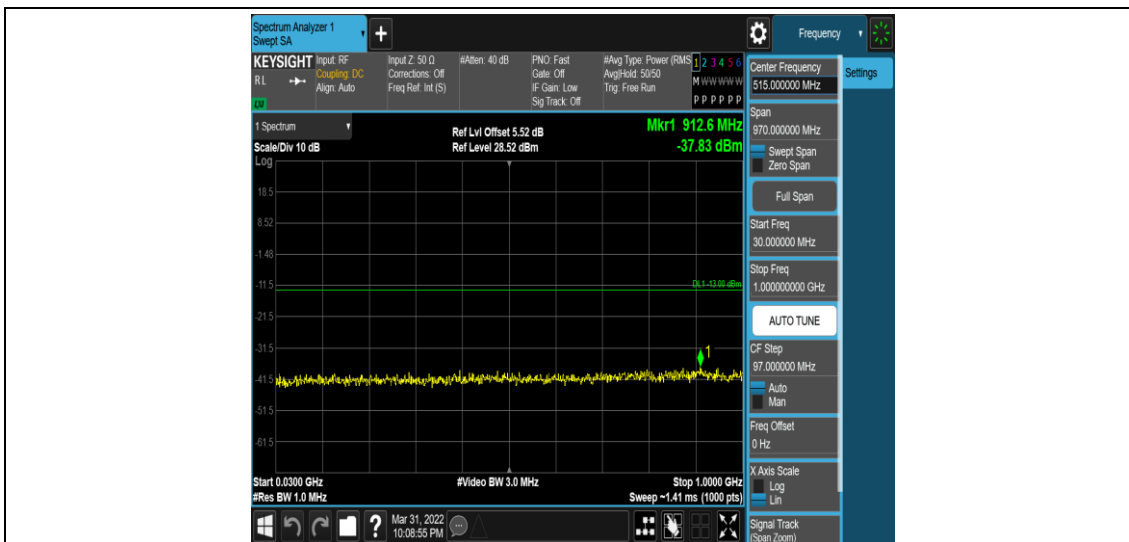 Spectrum Analyzer 1
Swept SA
+
Frequency
KEYSIGHT
RL
Input: RF
Coupling: DC
Align: Auto
Input Z: 50 Ω
Corrections: Off
Freq Ref: Int (S)
#Atten: 40 dB
PNO: Fast
Gate: Off
IF Gain: Low
Sig Track: Off
#Avg Type: Power (RMS
Avg|Hold: 50/50
Trig: Free Run
1 2 3 4 5 6
M W W W W W
P P P P P P
1 Spectrum
Scale/Div 10 dB
Log
Ref Lvl Offset 5.52 dB
Ref Level 28.52 dBm
Mkr1 912.6 MHz
-37.83 dBm
18.5
8.52
-1.48
-11.5
-21.5
-31.5
-41.5
-51.5
-61.5
DL1 -13.00 dBm
1
Start 0.0300 GHz
#Res BW 1.0 MHz
#Video BW 3.0 MHz
Stop 1.0000 GHz
Sweep ~1.41 ms (1000 pts)
?
Mar 31, 2022
10:08:55 PM
Center Frequency
515.000000 MHz
Settings
Span
970.000000 MHz
Swept Span
Zero Span
Full Span
Start Freq
30.000000 MHz
Stop Freq
1.000000000 GHz
AUTO TUNE
CF Step
97.000000 MHz
Auto
Man
Freq Offset
0 Hz
X Axis Scale
Log
Lin
Signal Track
(Span Zoom)